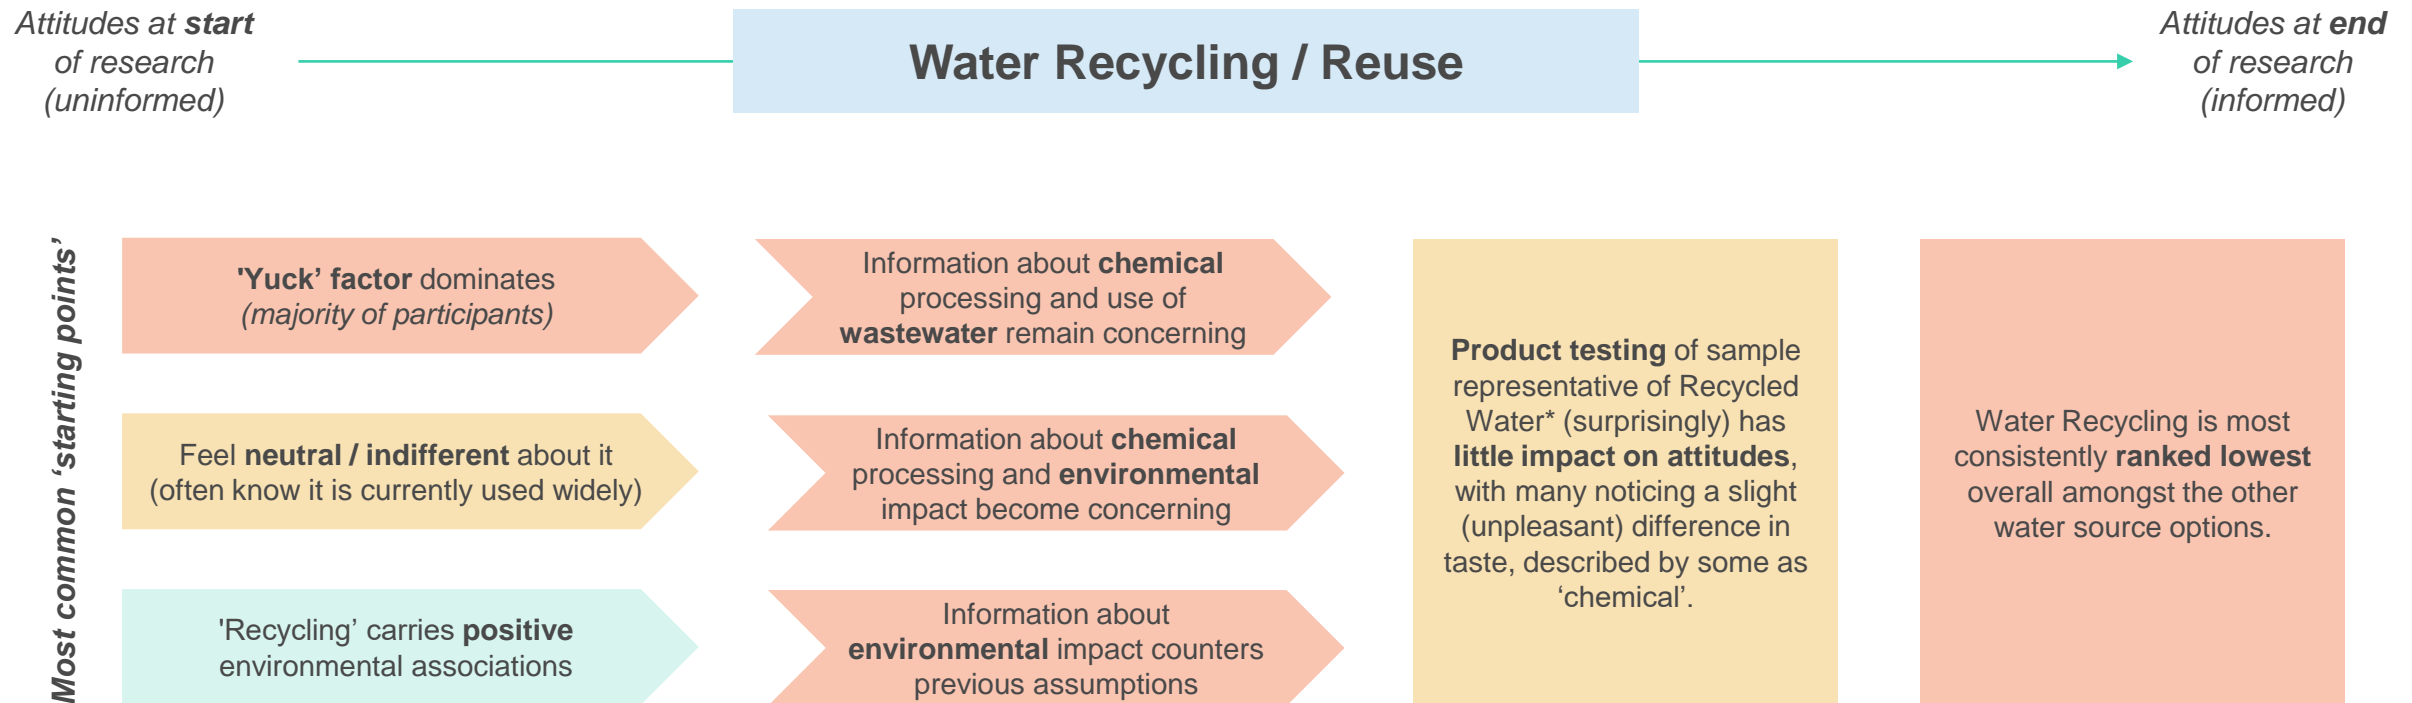 Attitudes at start
of research
(uninformed)
Water Recycling / Reuse
Attitudes at end
of research
(informed)
Most common ‘starting points’
'Yuck’ factor dominates
(majority of participants)
Information about chemical
processing and use of
wastewater remain concerning
Feel neutral / indifferent about it
(often know it is currently used widely)
Information about chemical
processing and environmental
impact become concerning
'Recycling’ carries positive
environmental associations
Information about
environmental impact counters
previous assumptions
Product testing of sample
representative of Recycled
Water* (surprisingly) has
little impact on attitudes,
with many noticing a slight
(unpleasant) difference in
taste, described by some as
‘chemical’.
Water Recycling is most
consistently ranked lowest
overall amongst the other
water source options.